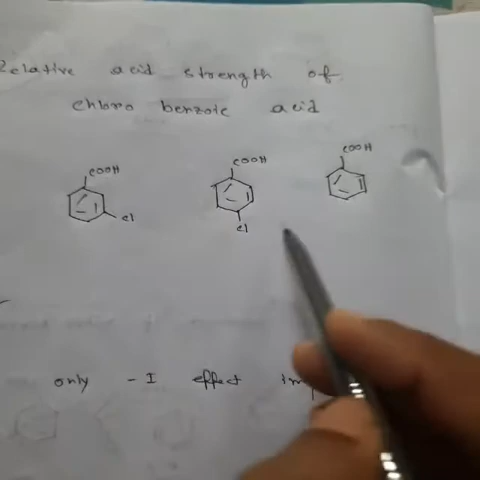 Relative acid strength of
chloro benzoic acid
COOH COOH COOH
Cl
Cl
only - I effect